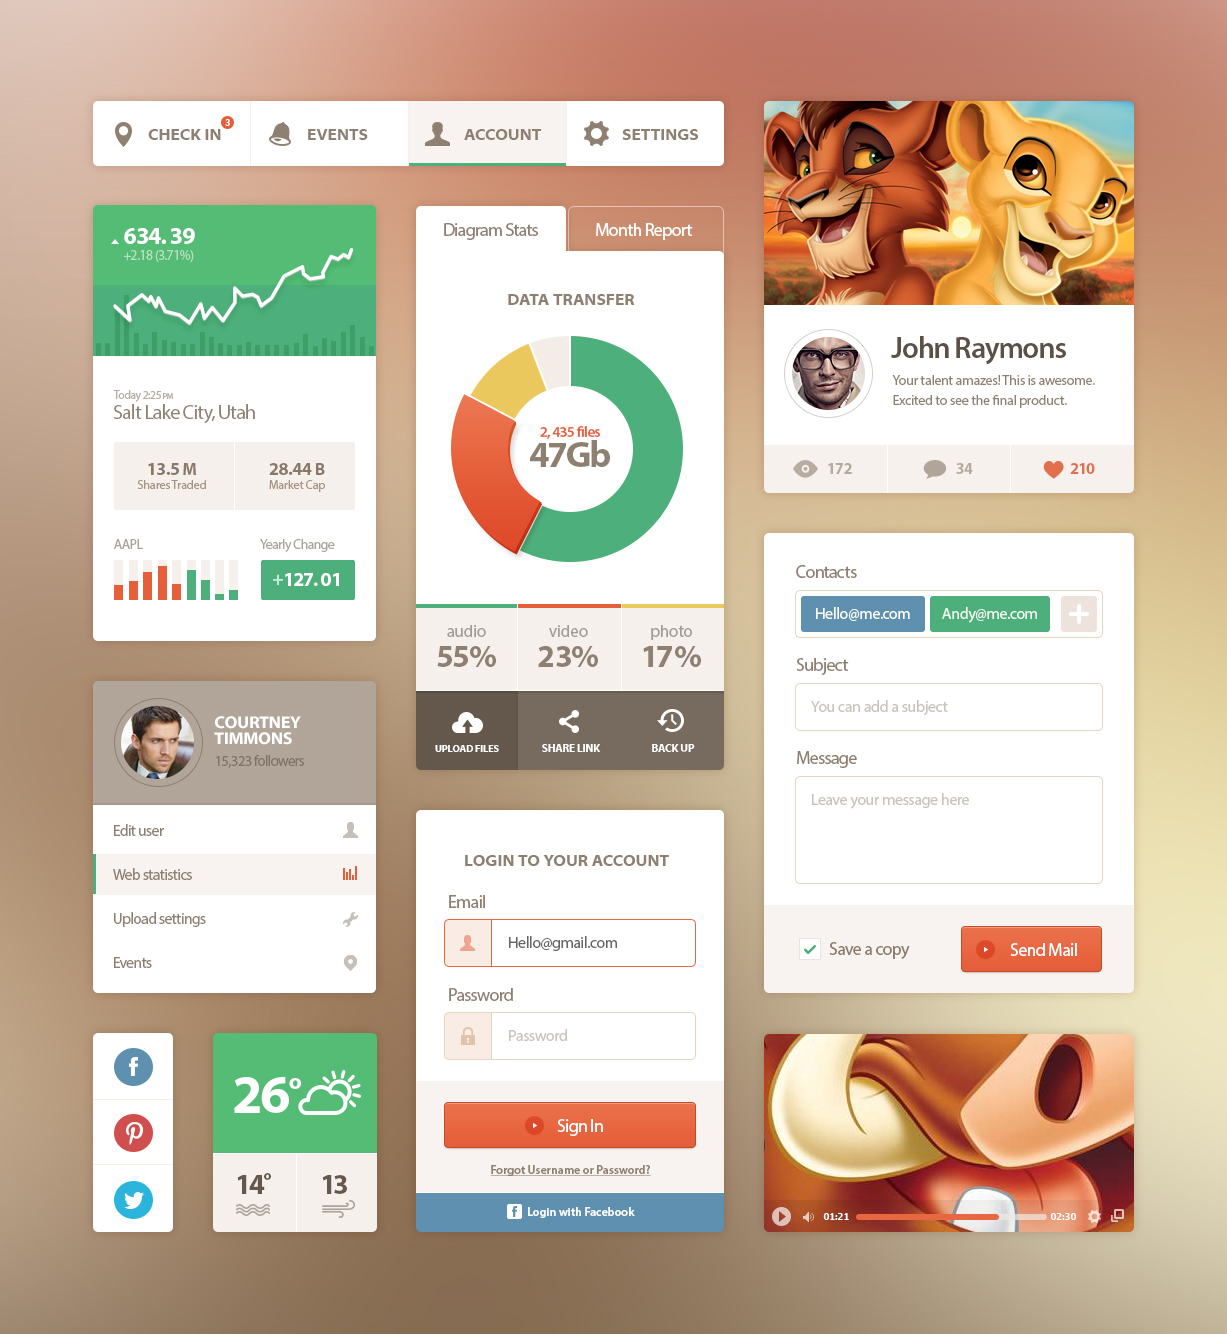 CHECK IN
3
EVENTS
ACCOUNT
SETTINGS
634.39
+2.18 (3.71%)
Today 2:25 PM
Salt Lake City, Utah
13.5 M
Shares Traded
28.44 B
Market Cap
AAPL
Yearly Change
+127.01
Diagram Stats
Month Report
DATA TRANSFER
2, 435 files
47Gb
audio
55%
video
23%
photo
17%
UPLOAD FILES
SHARE LINK
BACK UP
John Raymons
Your talent amazes! This is awesome.
Excited to see the final product.
172
34
210
Contacts
Hello@me.com
Andy@me.com
Subject
You can add a subject
Message
Leave your message here
Save a copy
Send Mail
COURTNEY
TIMMONS
15,323 followers
Edit user
Web statistics
Upload settings
Events
LOGIN TO YOUR ACCOUNT
Email
Hello@gmail.com
Password
Password
Sign In
Forgot Username or Password?
Login with Facebook
26°
14°
13
01:21
02:30